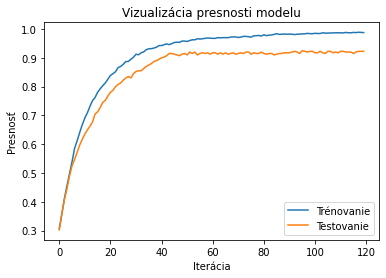 Vizualizácia presnosti modelu
Presnosť
1.0
0.9
0.8
0.7
0.6
0.5
0.4
0.3
Trénovanie
Testovanie
0 20 40 60 80 100 120
Iterácia